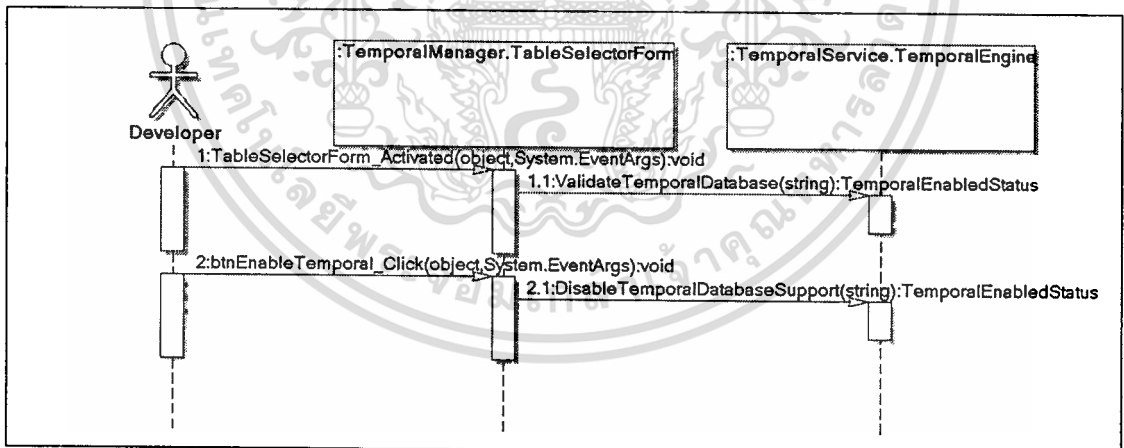 :TemporalManager.TableSelectorForm
:TemporalService.TemporalEngine
Developer
1:TableSelectorForm_Activated(object,System.EventArgs):void
1.1:ValidateTemporalDatabase(string):TemporalEnabledStatus
2:btnEnableTemporal_Click(object,System.EventArgs):void
2.1:DisableTemporalDatabaseSupport(string):TemporalEnabledStatus